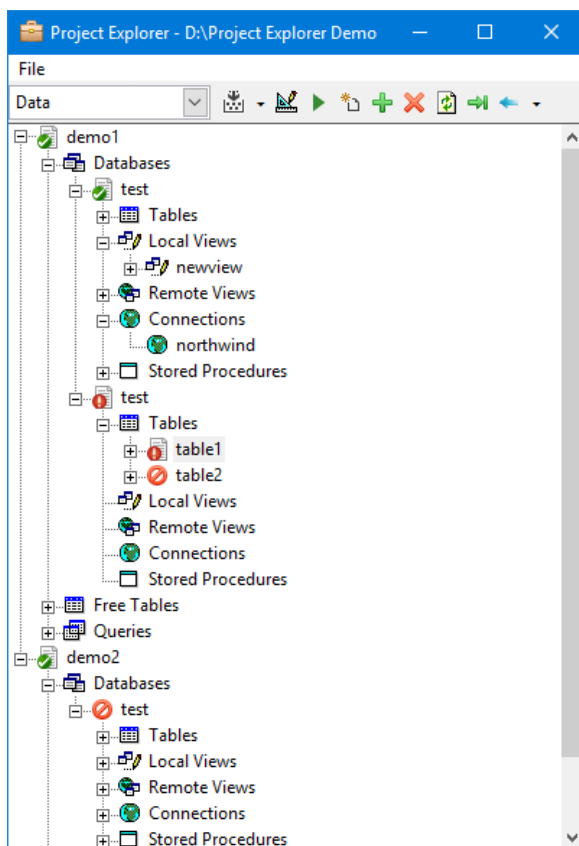 Project Explorer - D:\Project Explorer Demo
File
Data
demo1
Databases
test
Tables
Local Views
newview
Remote Views
Connections
northwind
Stored Procedures
test
Tables
table1
table2
Local Views
Remote Views
Connections
Stored Procedures
Free Tables
Queries
demo2
Databases
test
Tables
Local Views
Remote Views
Connections
Stored Procedures